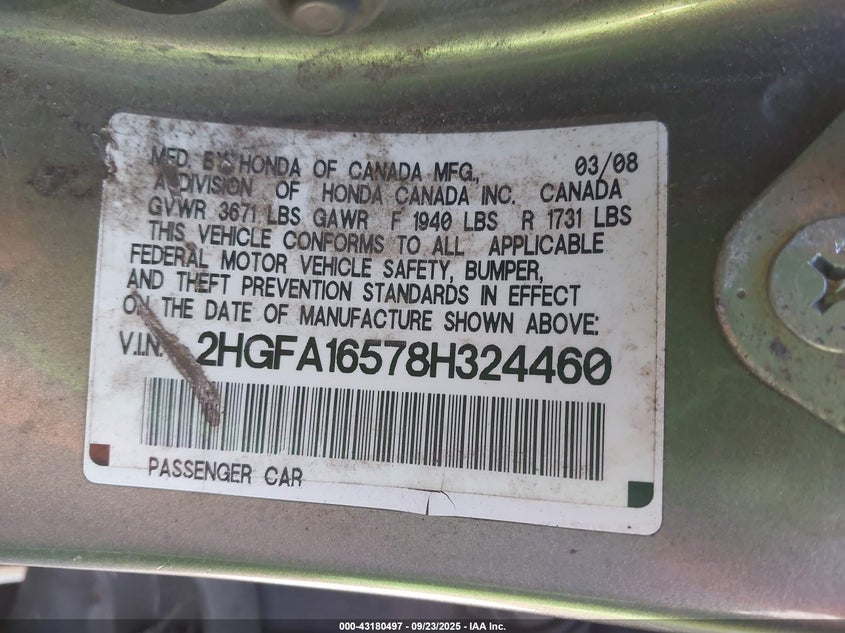 MFD. BY HONDA OF CANADA MFG., 03/08
A DIVISION OF HONDA CANADA INC. CANADA
GVWR 3671 LBS GAWR F 1940 LBS R 1731 LBS
THIS VEHICLE CONFORMS TO ALL APPLICABLE
FEDERAL MOTOR VEHICLE SAFETY, BUMPER,
AND THEFT PREVENTION STANDARDS IN EFFECT
ON THE DATE OF MANUFACTURE SHOWN ABOVE:
V.I.N. 2HGFA16578H324460
PASSENGER CAR
000-43180497 - 09/23/2025 - IAA Inc.